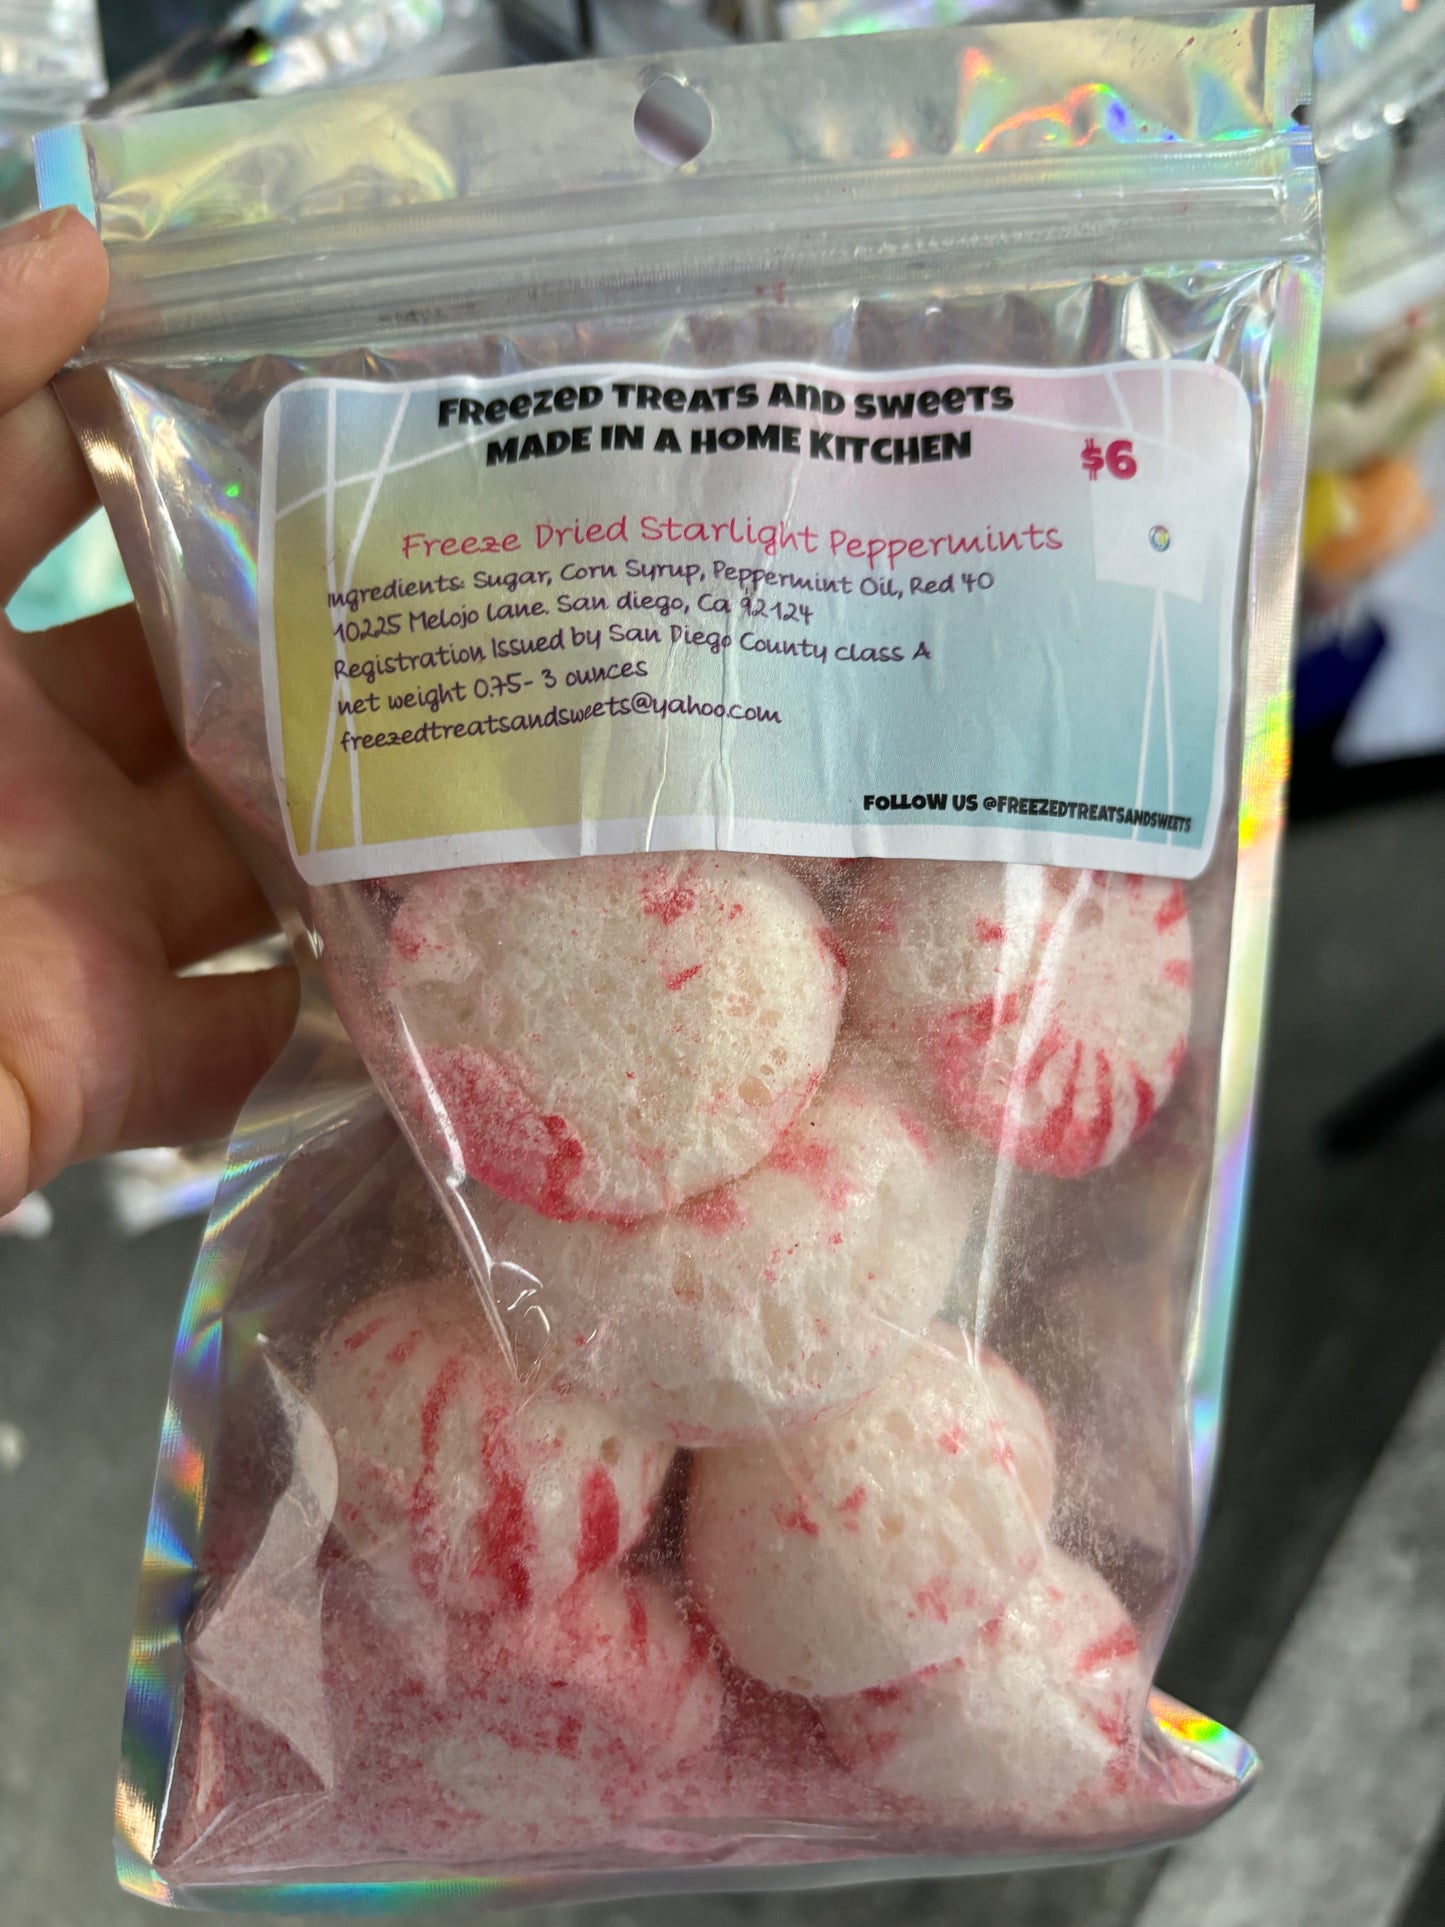 FREEZED TREATS AND SWEETS
MADE IN A HOME KITCHEN
$6
Freeze Dried Starlight Peppermints
Ingredients: Sugar, Corn Syrup, Peppermint Oil, Red 40
10225 Melojo lane. San diego, Ca 92124
Registration Issued by San Diego County class A
net weight 0.75- 3 ounces
freezedtreatsandsweets@yahoo.com
FOLLOW US @FREEZEDTREATSANDSWEETS